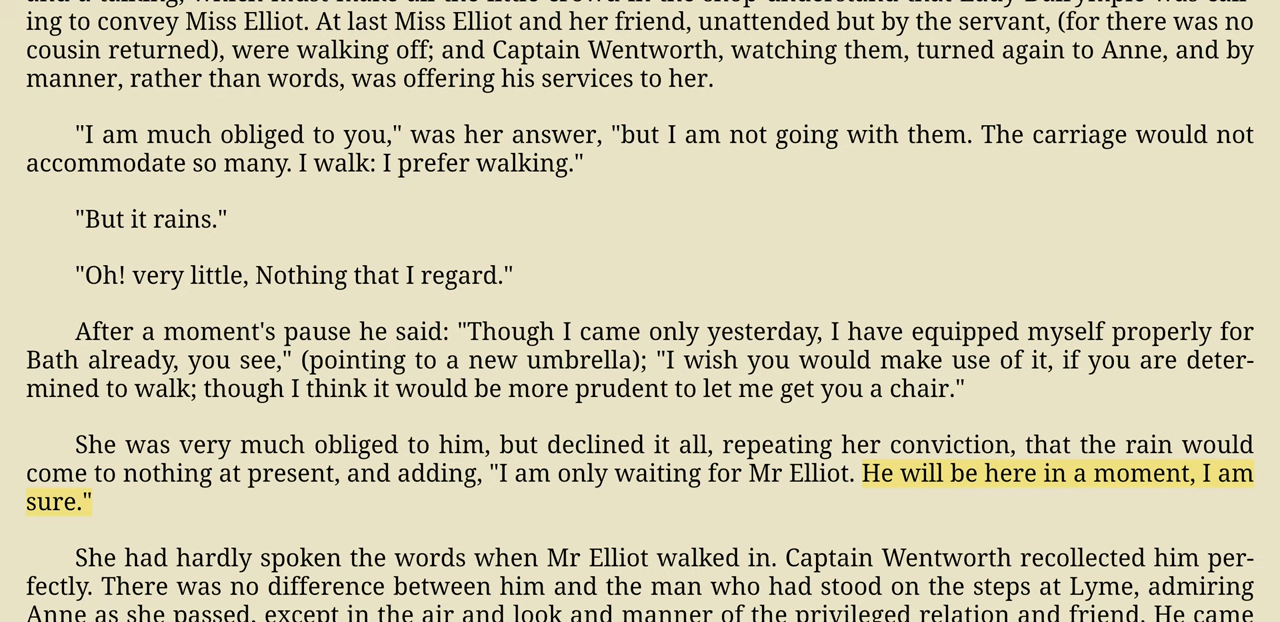 ing to convey Miss Elliot. At last Miss Elliot and her friend, unattended but by the servant, (for there was no
cousin returned), were walking off; and Captain Wentworth, watching them, turned again to Anne, and by
manner, rather than words, was offering his services to her.
"I am much obliged to you," was her answer, "but I am not going with them. The carriage would not
accommodate so many. I walk: I prefer walking."
"But it rains."
"Oh! very little, Nothing that I regard."
After a moment's pause he said: "Though I came only yesterday, I have equipped myself properly for
Bath already, you see," (pointing to a new umbrella); "I wish you would make use of it, if you are deter-
mined to walk; though I think it would be more prudent to let me get you a chair."
She was very much obliged to him, but declined it all, repeating her conviction, that the rain would
come to nothing at present, and adding, "I am only waiting for Mr Elliot. He will be here in a moment, I am
sure."
She had hardly spoken the words when Mr Elliot walked in. Captain Wentworth recollected him per-
fectly. There was no difference between him and the man who had stood on the steps at Lyme, admiring
Anne as she passed, except in the air and look and manner of the privileged relation and friend. He came